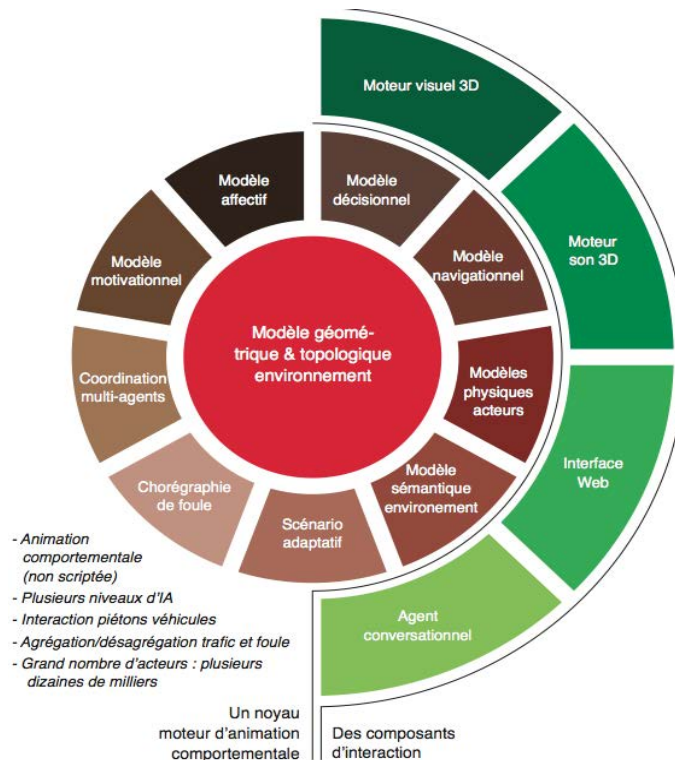 Moteur visuel 3D
Modèle
affectif
Modèle
décisionnel
Moteur
son 3D
Modèle
motivationnel
Modèle
navigationnel
Modèle géomé-
trique & topologique
environnement
Coordination
multi-agents
Modèles
physiques
acteurs
Interface
Web
Chorégraphie
de foule
Scénario
adaptatif
Modèle
sémantique
environement
Agent
conversationnel
- Animation
comportementale
(non scriptée)
- Plusieurs niveaux d'IA
- Interaction piétons véhicules
- Agrégation/désagrégation trafic et foule
- Grand nombre d'acteurs : plusieurs
dizaines de milliers
Un noyau
moteur d'animation
comportementale
Des composants
d'interaction